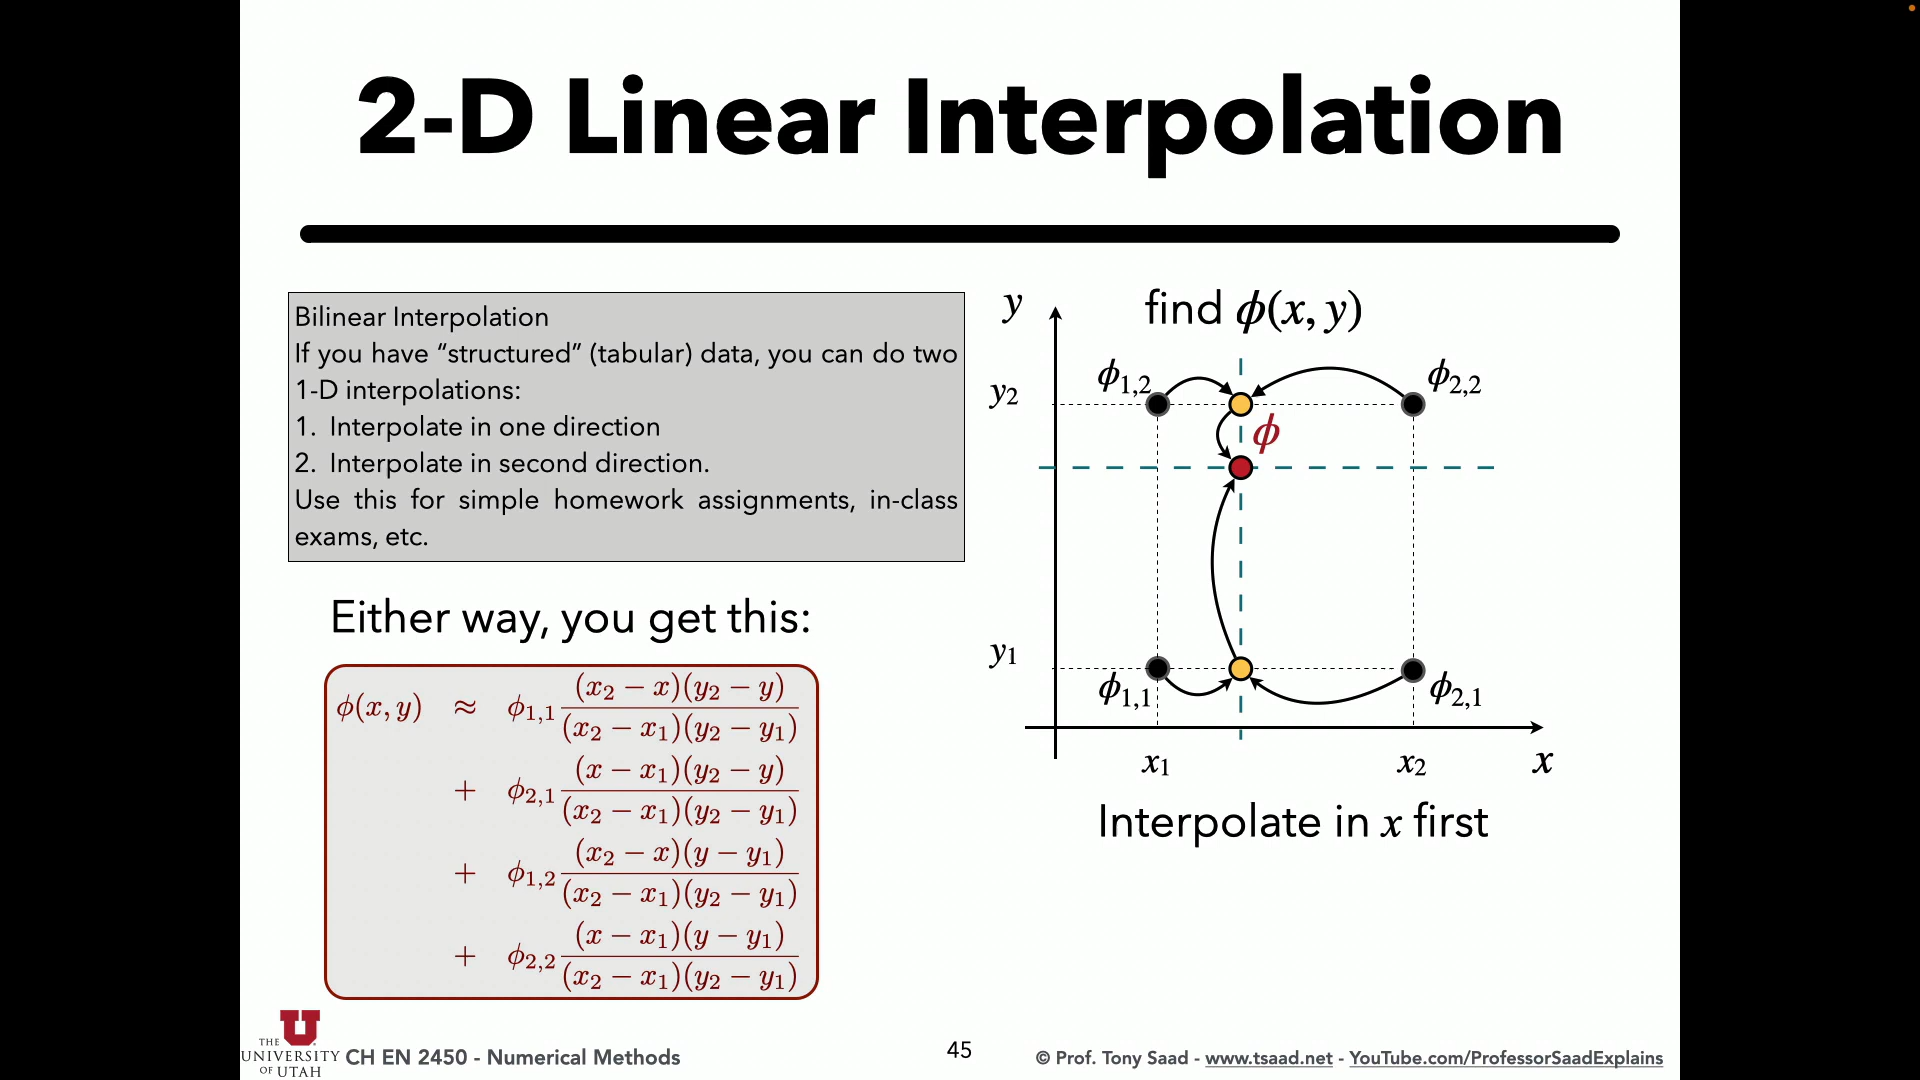 2-D Linear Interpolation
Bilinear Interpolation
If you have “structured” (tabular) data, you can do two
1-D interpolations:
1. Interpolate in one direction
2. Interpolate in second direction.
Use this for simple homework assignments, in-class
exams, etc.
Either way, you get this:
ϕ(x, y) ≈ ϕ₁,₁ (x₂ − x)(y₂ − y) / (x₂ − x₁)(y₂ − y₁)
+ ϕ₂,₁ (x − x₁)(y₂ − y) / (x₂ − x₁)(y₂ − y₁)
+ ϕ₁,₂ (x₂ − x)(y − y₁) / (x₂ − x₁)(y₂ − y₁)
+ ϕ₂,₂ (x − x₁)(y − y₁) / (x₂ − x₁)(y₂ − y₁)
y
find ϕ(x, y)
ϕ₁,₂
ϕ₂,₂
y₂
ϕ
y₁
ϕ₁,₁
ϕ₂,₁
x₁
x₂
x
Interpolate in x first
U
THE
UNIVERSITY
OF UTAH
CH EN 2450 - Numerical Methods
45
© Prof. Tony Saad - www.tsaad.net - YouTube.com/ProfessorSaadExplains